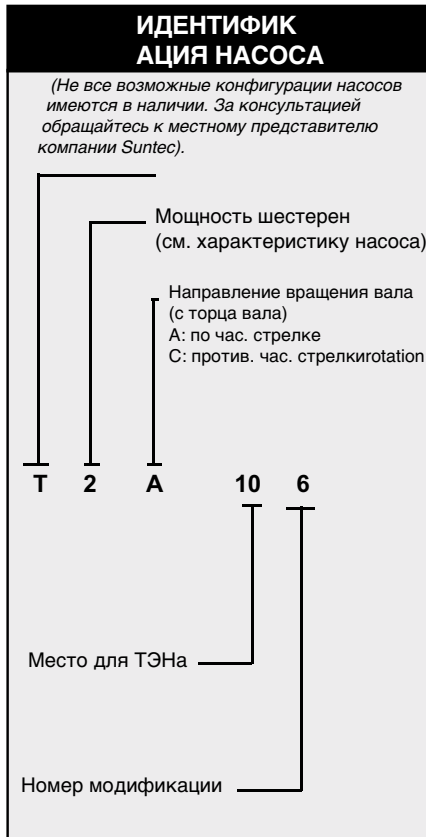 ИДЕНТИФИК
АЦИЯ НАСОСА
(Не все возможные конфигурации насосов
имеются в наличии. За консультацией
обращайтесь к местному представителю
компании Suntec).
Мощность шестерен
(см. характеристику насоса)
Направление вращения вала
(с торца вала)
А: по час. стрелке
С: против. час. стрелкиrotation
T 2 A 10 6
Место для ТЭНа
Номер модификации